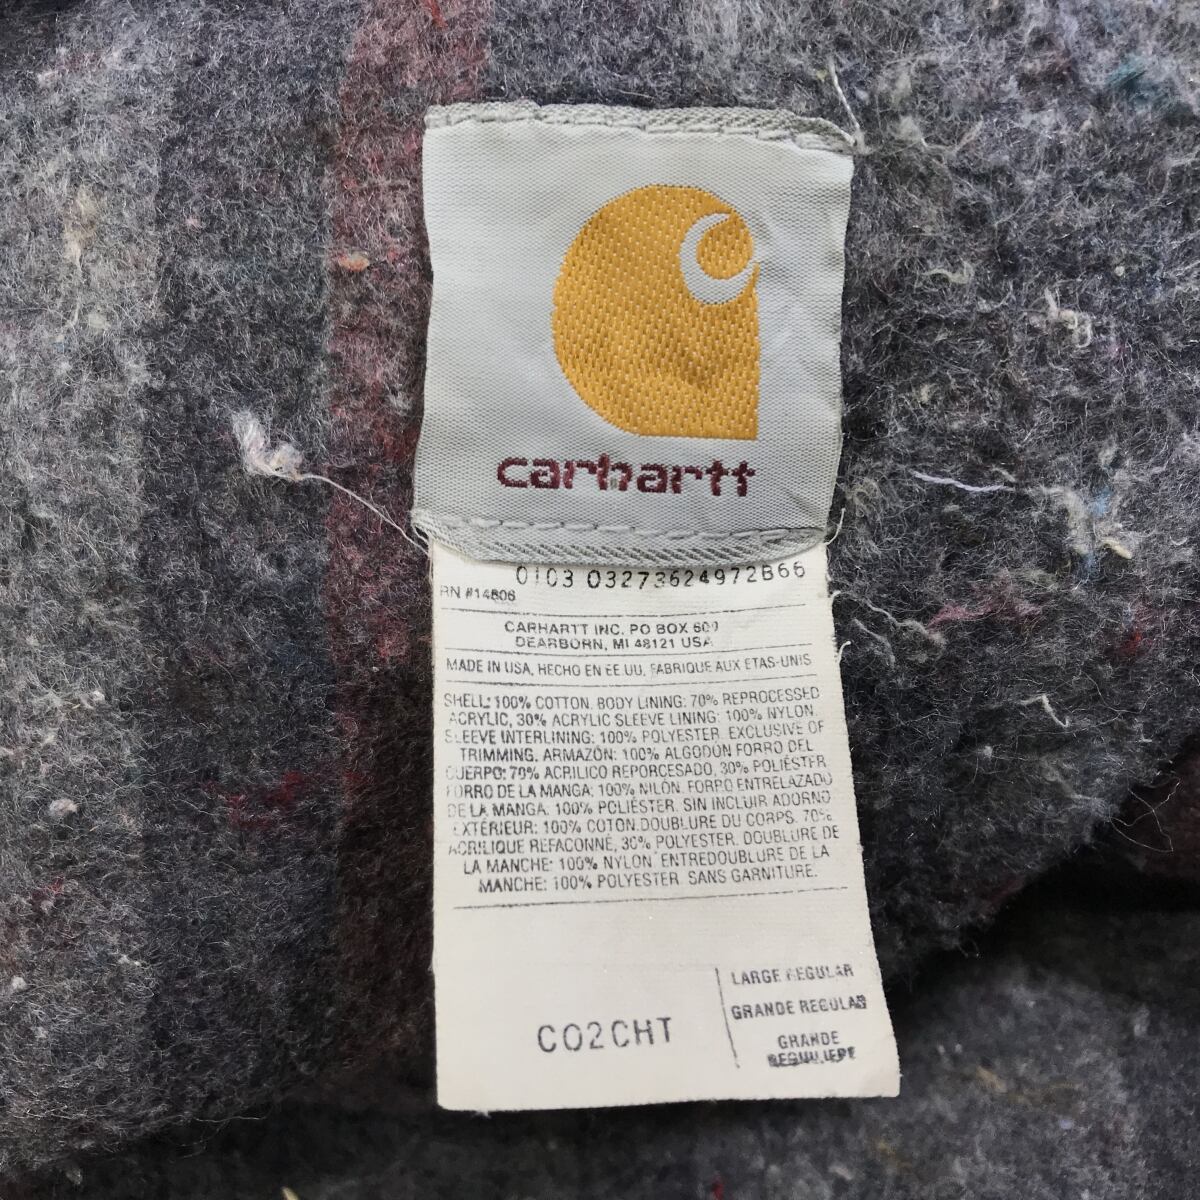 carhartt
0103 03273624972B66
RN #14806
CARHARTT INC. PO BOX 600
DEARBORN, MI 48121 USA
MADE IN USA, HECHO EN EE.UU, FABRIQUE AUX ETAS-UNIS
SHELL: 100% COTTON. BODY LINING: 70% REPROCESSED
ACRYLIC, 30% ACRYLIC SLEEVE LINING: 100% NYLON.
SLEEVE INTERLINING: 100% POLYESTER. EXCLUSIVE OF
TRIMMING. ARMAZÓN: 100% ALGODÓN FORRO DEL
CUERPO: 70% ACRILICO REPORCESADO, 30% POLIÉSTER
FORRO DE LA MANGA: 100% NILÓN. FORRO ENTRELAZADO
DE LA MANGA. 100% POLIÉSTER. SIN INCLUIR ADORNO
EXTÉRIEUR: 100% COTON.DOUBLURE DU CORPS. 70%
ACRILIQUE REFACONNÉ, 30% POLYESTER. DOUBLURE DE
LA MANCHE: 100% NYLON ENTREDOUBLURE DE LA
MANCHE: 100% POLYESTER. SANS GARNITURE.
LARGE REGULAR
GRANDE REGULAR
GRANDE
REGULIERE
C02CHT